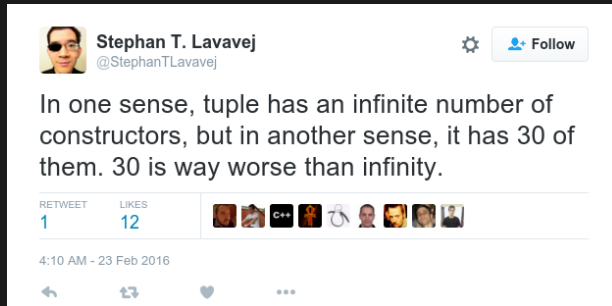 Stephan T. Lavavej
@StephanTLavavej
Follow
In one sense, tuple has an infinite number of
constructors, but in another sense, it has 30 of
them. 30 is way worse than infinity.
RETWEET LIKES
1 12
C++
4:10 AM - 23 Feb 2016